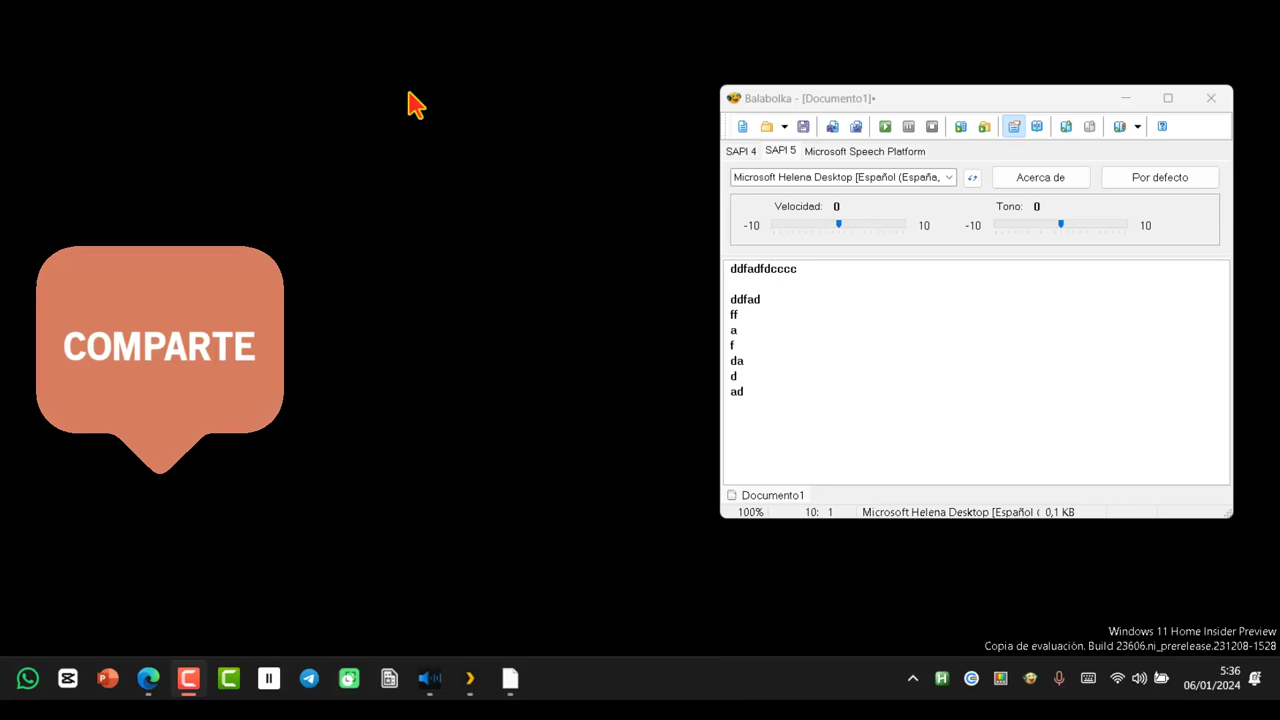 COMPARTE
Balabolka - [Documento1]•
SAPI 4 SAPI 5 Microsoft Speech Platform
Microsoft Helena Desktop [Español (España, Acerca de Por defecto
Velocidad: 0 Tono: 0
-10 10 -10 10
ddfadfdcccc
ddfad
ff
a
f
da
d
ad
Documento1
100% 10: 1 Microsoft Helena Desktop [Español ( 0,1 KB
Windows 11 Home Insider Preview
Copia de evaluación. Build 23606.ni_prerelease.231208-1528
5:36
06/01/2024